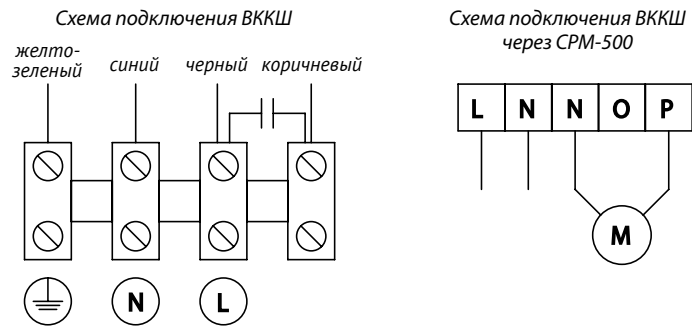 Схема подключения ВККШ
желто-
зеленый
синий
черный
коричневый
N
L
Схема подключения ВККШ
через СРМ-500
L N N O P
M